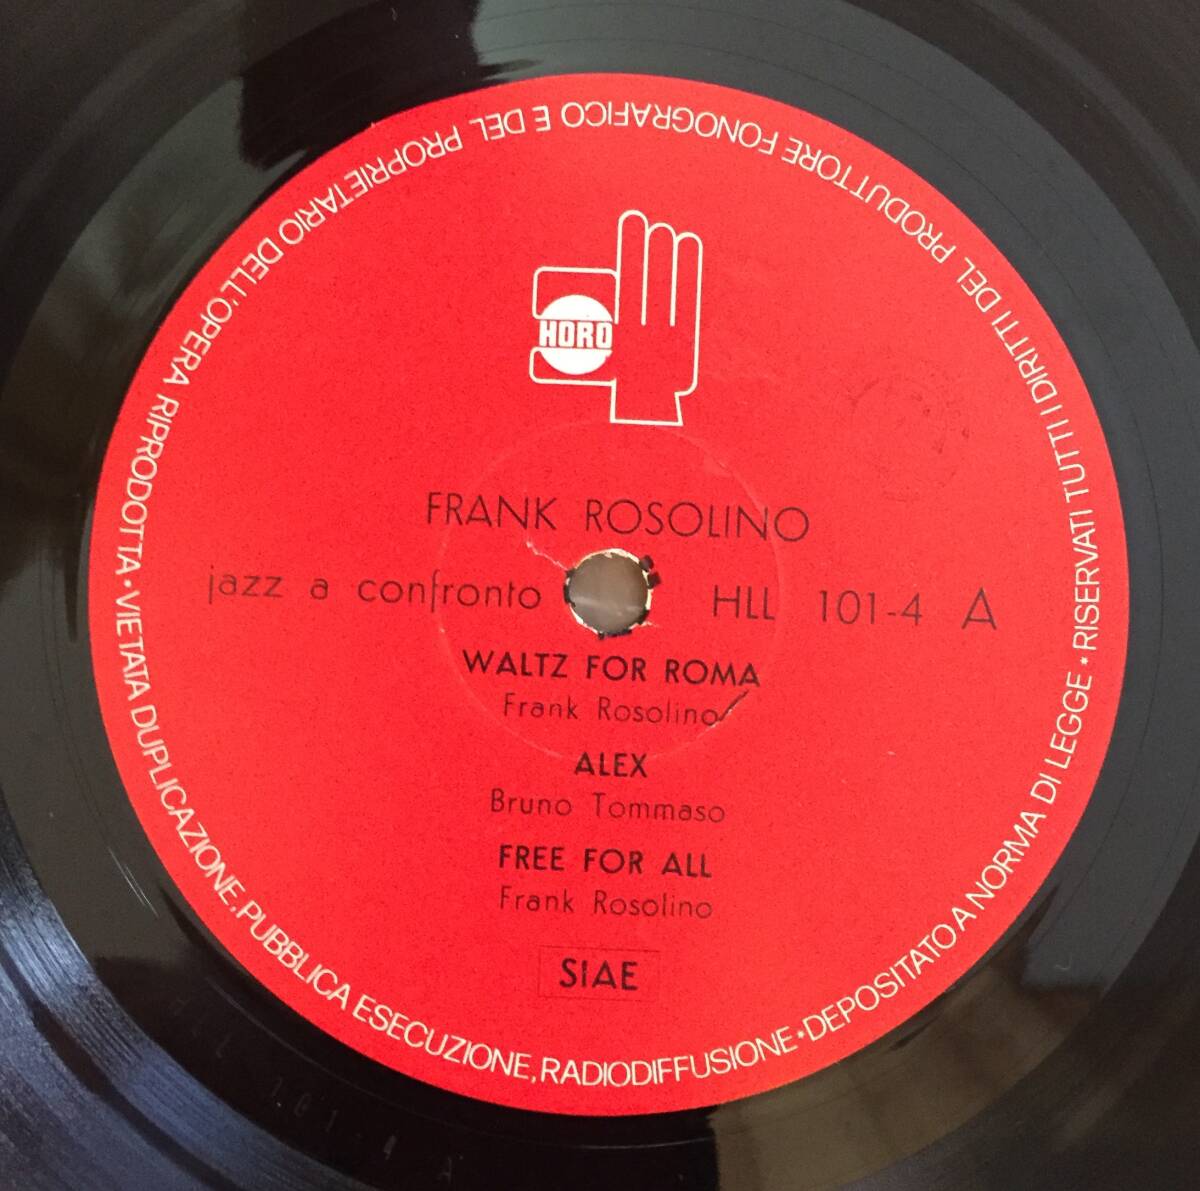 HORO
FRANK ROSOLINO
jazz a confronto
HLL 101-4 A
WALTZ FOR ROMA
Frank Rosolino
ALEX
Bruno Tommaso
FREE FOR ALL
Frank Rosolino
SIAE
RISERVATI TUTTI I DIRITTI DEL PRODUTTORE FONOGRAFICO E DEL PROPRIETARIO DELL'OPERA RIPRODOTTA • VIETATA DUPLICAZIONE, PUBBLICA ESECUZIONE, RADIODIFFUSIONE • DEPOSITATO A NORMA DI LEGGE •
101-4 A